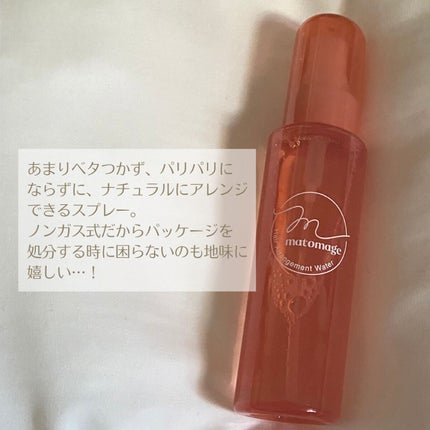 あまりベタつかず、パリパリに
ならずに、ナチュラルにアレンジ
できるスプレー。
ノンガス式だからパッケージを
処分する時に困らないのも地味に
嬉しい…！
m
matomage
Hair Arrangement Water